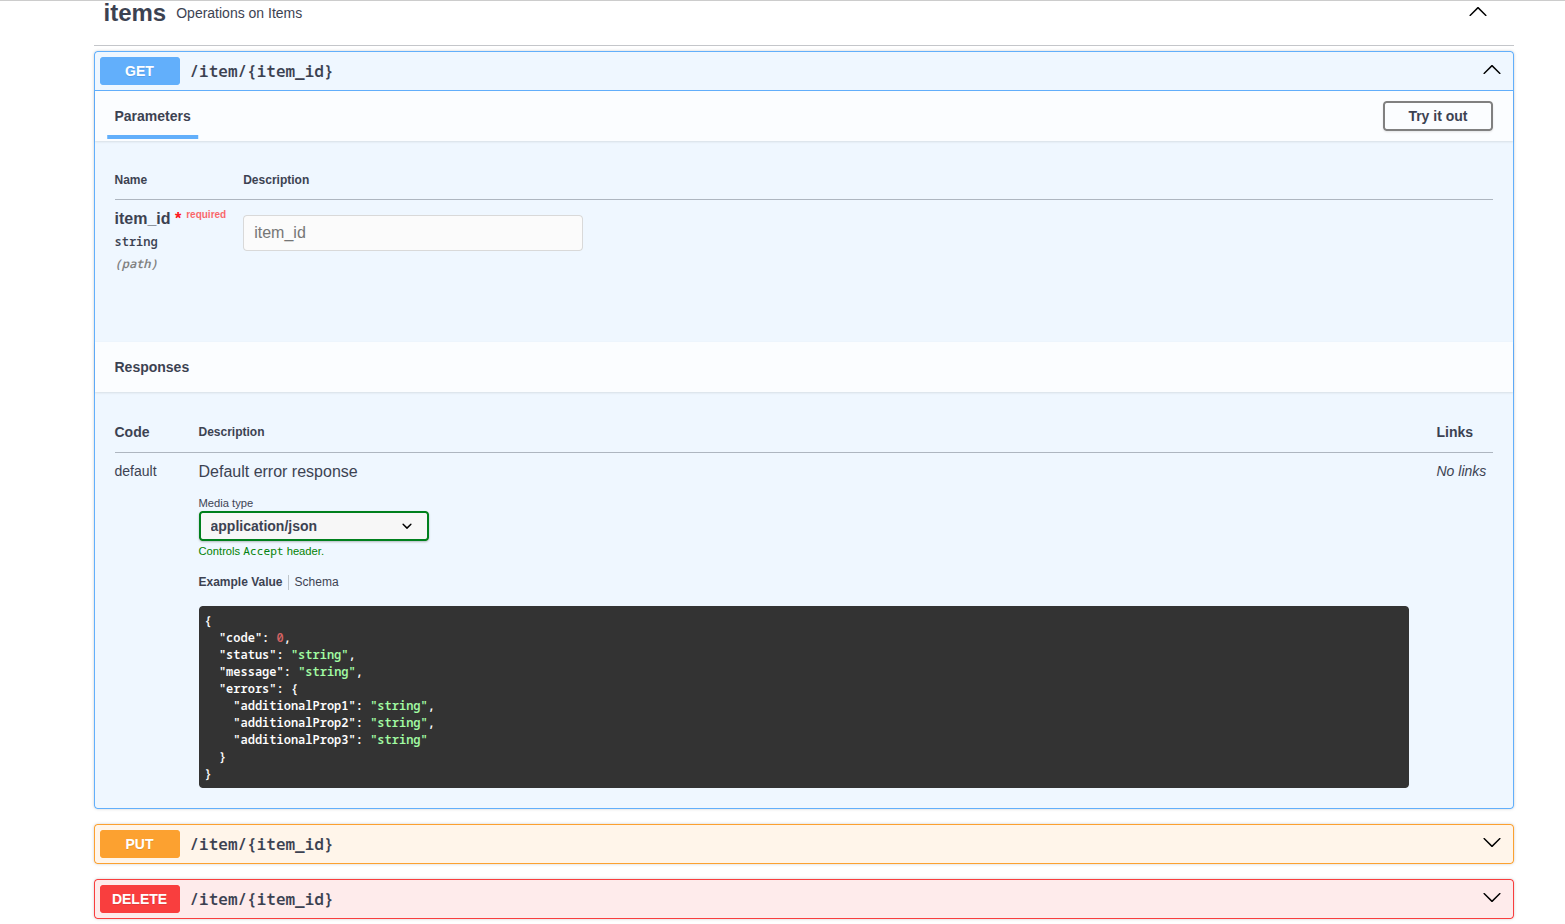 items Operations on Items
GET /item/{item_id}
Parameters
Try it out
Name Description
item_id * required
string
(path)
item_id
Responses
Code Description Links
default Default error response No links
Media type
application/json
Controls Accept header.
Example Value Schema
{
  "code": 0,
  "status": "string",
  "message": "string",
  "errors": {
    "additionalProp1": "string",
    "additionalProp2": "string",
    "additionalProp3": "string"
  }
}
PUT /item/{item_id}
DELETE /item/{item_id}